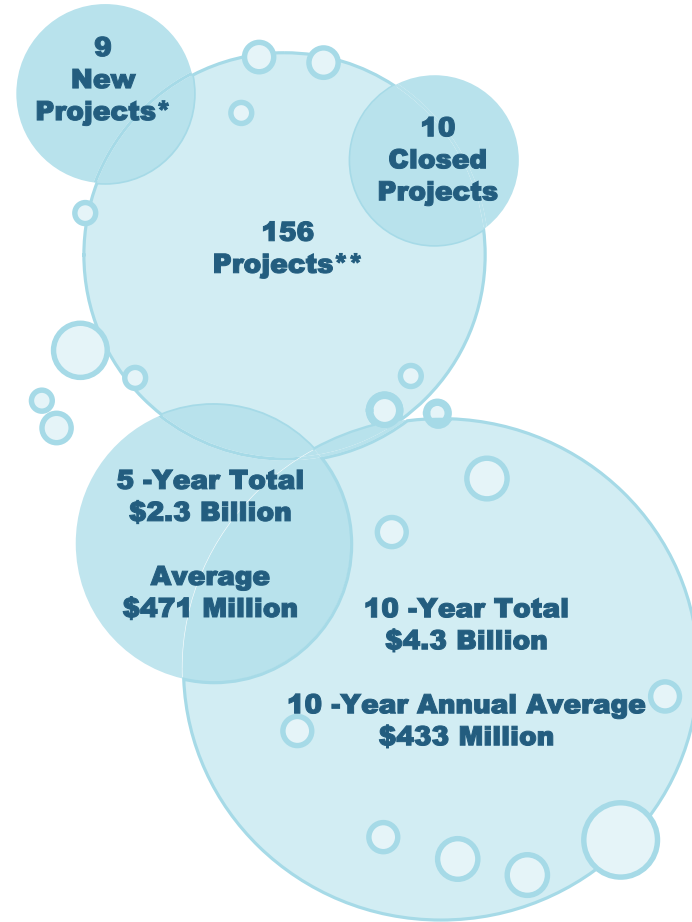 9
New
Projects*
10
Closed
Projects
156
Projects**
5 -Year Total
$2.3 Billion
Average
$471 Million
10 -Year Total
$4.3 Billion
10 -Year Annual Average
$433 Million